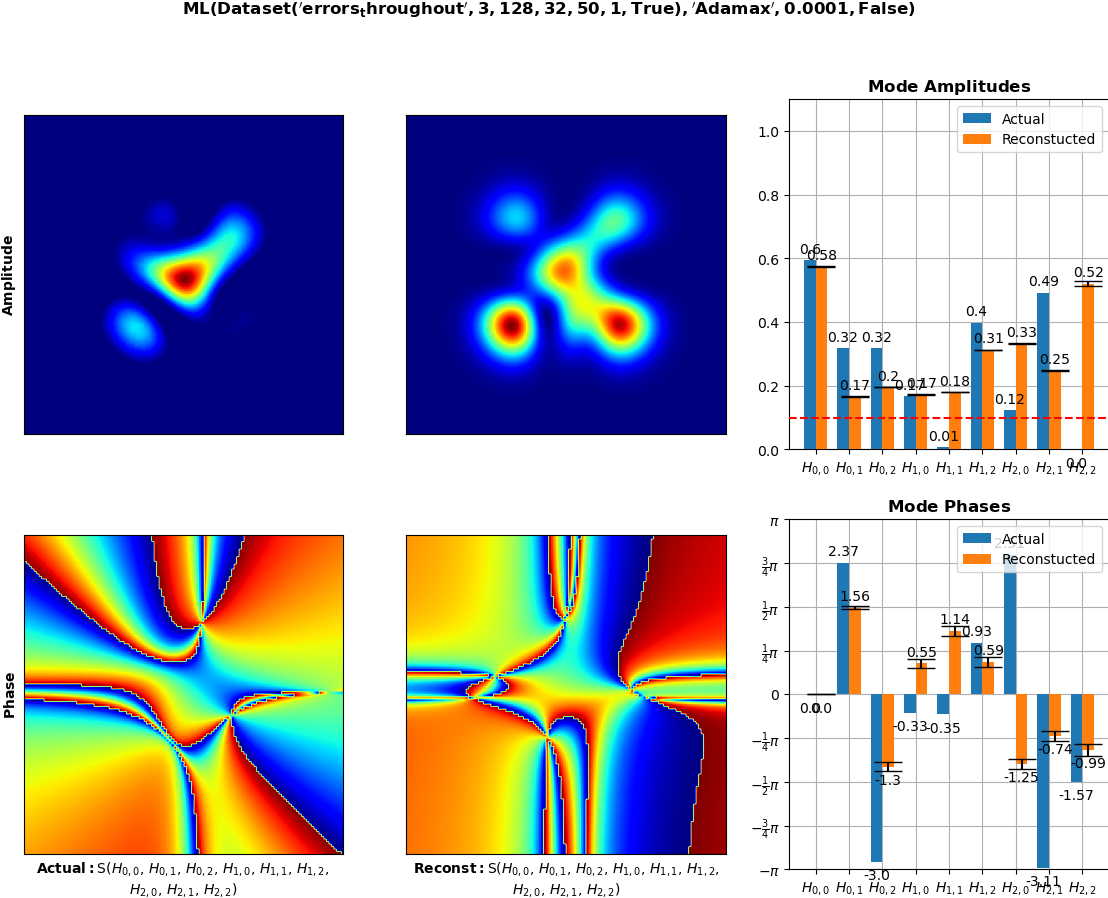 ML(Dataset('errors_throughout', 3, 128, 32, 50, 1, True), 'Adamax', 0.0001, False)
Amplitude
Mode Amplitudes
Actual
Reconstucted
1.0
0.8
0.6
0.4
0.2
0.0
0.6
0.58
0.32
0.17
0.32
0.2
0.17
0.17
0.01
0.18
0.4
0.31
0.12
0.33
0.49
0.25
0.0
0.52
H0,0 H0,1 H0,2 H1,0 H1,1 H1,2 H2,0 H2,1 H2,2
Phase
Mode Phases
Actual
Reconstucted
π
3/4π
1/2π
1/4π
0
−1/4π
−1/2π
−3/4π
−π
0.0
0.0
2.37
1.56
-3.0
-1.3
-0.33
0.55
-0.35
1.14
0.93
0.59
-1.25
-3.11
-0.74
-1.57
-0.99
H0,0 H0,1 H0,2 H1,0 H1,1 H1,2 H2,0 H2,1 H2,2
Actual: S(H0,0, H0,1, H0,2, H1,0, H1,1, H1,2,
H2,0, H2,1, H2,2)
Reconst: S(H0,0, H0,1, H0,2, H1,0, H1,1, H1,2,
H2,0, H2,1, H2,2)